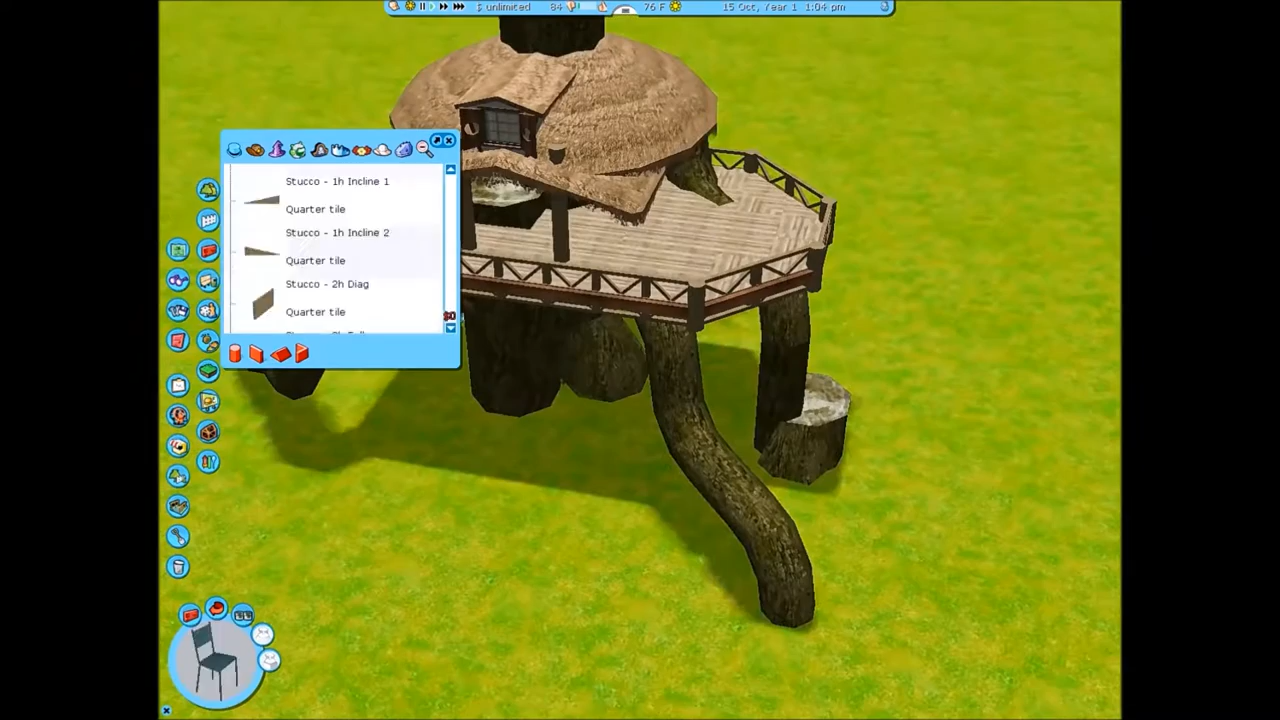 $ unlimited 84 76 F 15 Oct, Year 1 1:04 pm
Stucco - 1h Incline 1
Quarter tile
Stucco - 1h Incline 2
Quarter tile
Stucco - 2h Diag
Quarter tile
$0